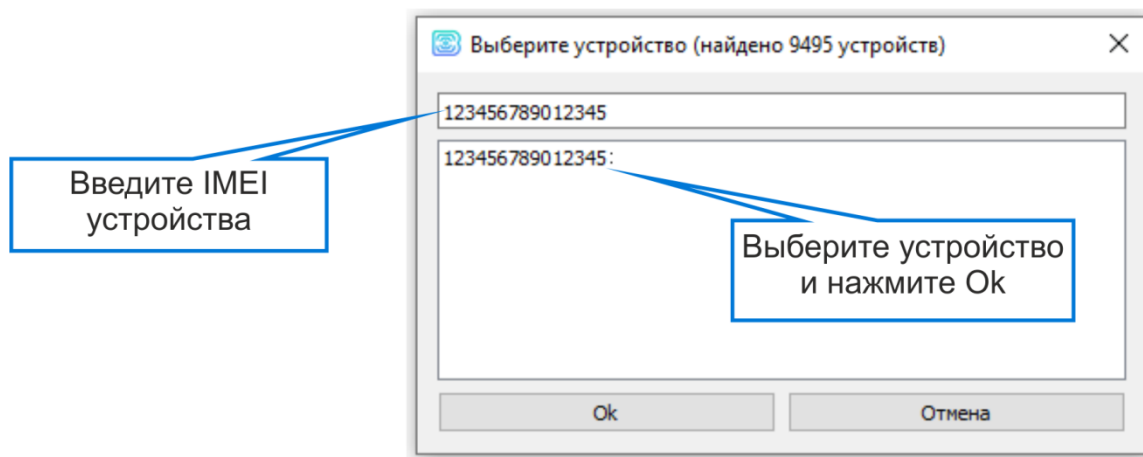 Выберите устройство (найдено 9495 устройств)
123456789012345
123456789012345:
Введите IMEI
устройства
Выберите устройство
и нажмите Ok
Ok
Отмена